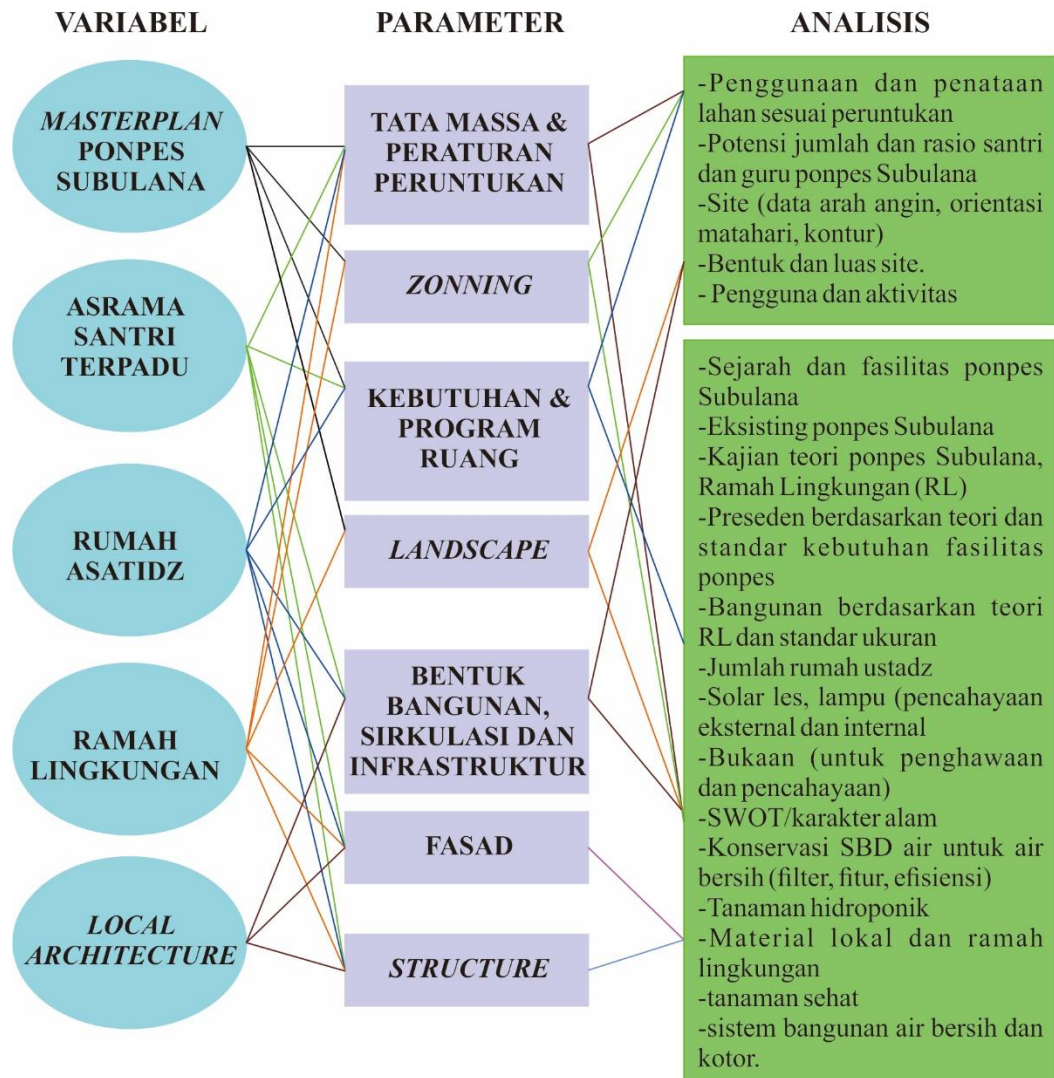 VARIABEL
PARAMETER
ANALISIS
MASTERPLAN
PONPES
SUBULANA
ASRAMA
SANTRI
TERPADU
RUMAH
ASATIDZ
RAMAH
LINGKUNGAN
LOCAL
ARCHITECTURE
TATA MASSA &
PERATURAN
PERUNTUKAN
ZONNING
KEBUTUHAN &
PROGRAM
RUANG
LANDSCAPE
BENTUK
BANGUNAN,
SIRKULASI DAN
INFRASTRUKTUR
FASAD
STRUCTURE
-Penggunaan dan penataan
lahan sesuai peruntukan
-Potensi jumlah dan rasio santri
dan guru ponpes Subulana
-Site (data arah angin, orientasi
matahari, kontur)
-Bentuk dan luas site.
- Pengguna dan aktivitas
-Sejarah dan fasilitas ponpes
Subulana
-Eksisting ponpes Subulana
-Kajian teori ponpes Subulana,
Ramah Lingkungan (RL)
-Preseden berdasarkan teori dan
standar kebutuhan fasilitas
ponpes
-Bangunan berdasarkan teori
RL dan standar ukuran
-Jumlah rumah ustadz
-Solar les, lampu (pencahayaan
eksternal dan internal
-Bukaan (untuk penghawaan
dan pencahayaan)
-SWOT/karakter alam
-Konservasi SBD air untuk air
bersih (filter, fitur, efisiensi)
-Tanaman hidroponik
-Material lokal dan ramah
lingkungan
-tanaman sehat
-sistem bangunan air bersih dan
kotor.